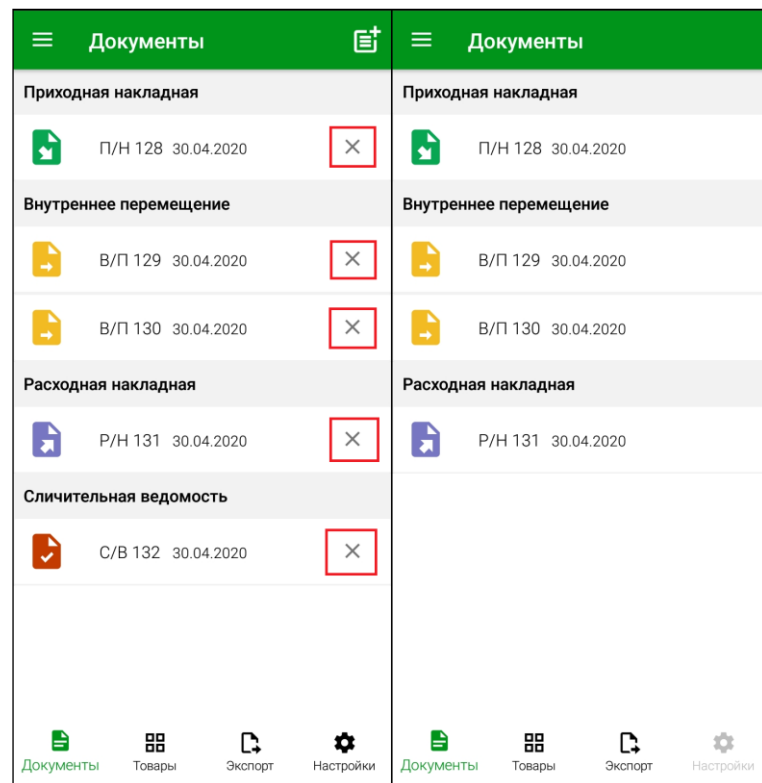 Документы
Приходная накладная
П/Н 128 30.04.2020
Внутреннее перемещение
В/П 129 30.04.2020
В/П 130 30.04.2020
Расходная накладная
Р/Н 131 30.04.2020
Сличительная ведомость
С/В 132 30.04.2020
Документы Товары Экспорт Настройки
Документы
Приходная накладная
П/Н 128 30.04.2020
Внутреннее перемещение
В/П 129 30.04.2020
В/П 130 30.04.2020
Расходная накладная
Р/Н 131 30.04.2020
Документы Товары Экспорт Настройки